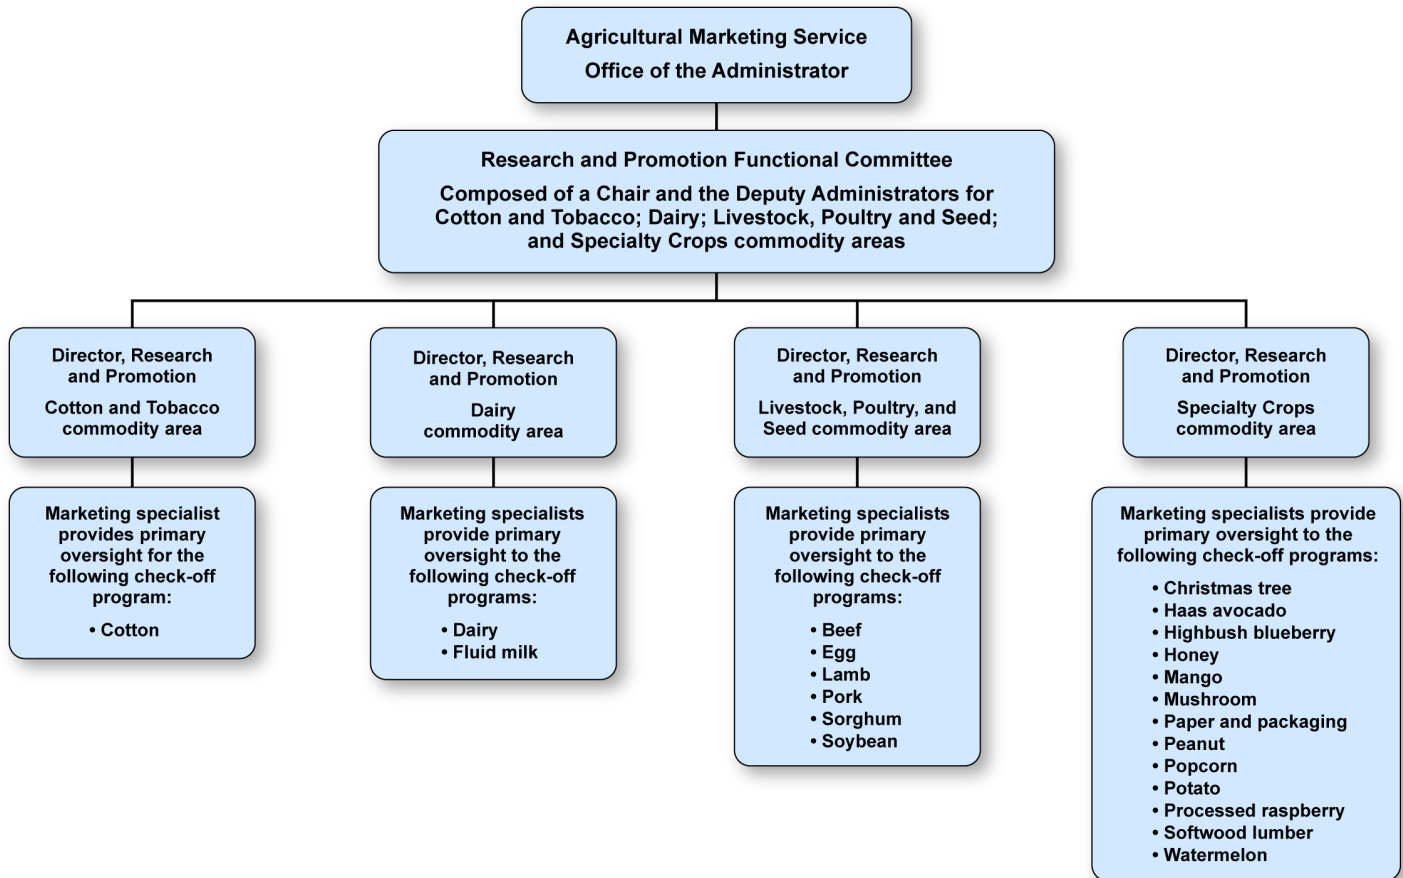 Agricultural Marketing Service
Office of the Administrator
Research and Promotion Functional Committee
Composed of a Chair and the Deputy Administrators for
Cotton and Tobacco; Dairy; Livestock, Poultry and Seed;
and Specialty Crops commodity areas
Director, Research
and Promotion
Cotton and Tobacco
commodity area
Director, Research
and Promotion
Dairy
commodity area
Director, Research
and Promotion
Livestock, Poultry, and
Seed commodity area
Director, Research
and Promotion
Specialty Crops
commodity area
Marketing specialist
provides primary
oversight for the
following check-off
program:
• Cotton
Marketing specialists
provide primary
oversight to the
following check-off
programs:
• Dairy
• Fluid milk
Marketing specialists
provide primary
oversight to the
following check-off
programs:
• Beef
• Egg
• Lamb
• Pork
• Sorghum
• Soybean
Marketing specialists provide
primary oversight to the
following check-off programs:
• Christmas tree
• Haas avocado
• Highbush blueberry
• Honey
• Mango
• Mushroom
• Paper and packaging
• Peanut
• Popcorn
• Potato
• Processed raspberry
• Softwood lumber
• Watermelon